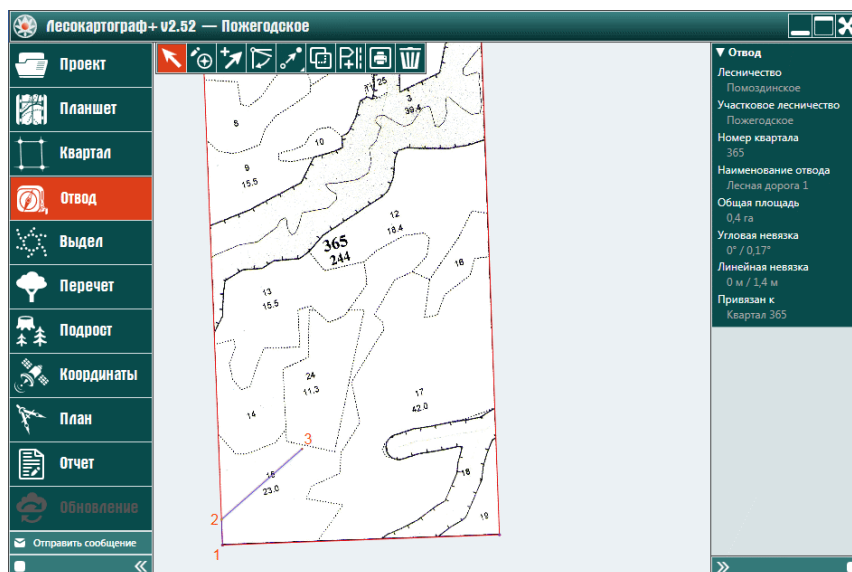 Лесокартограф+ v2.52 — Пожегодское
Проект
Планшет
Квартал
Отвод
Выдел
Перечет
Подрост
Координаты
План
Отчет
Обновление
Отправить сообщение
25
3
39.4
8
10
9
15.5
12
18.4
365
244
16
13
15.5
24
11.3
17
42.0
14
3
15
23.0
18
2
19
1
▼ Отвод
Лесничество
Помоздинское
Участковое лесничество
Пожегодское
Номер квартала
365
Наименование отвода
Лесная дорога 1
Общая площадь
0,4 га
Угловая невязка
0° / 0,17°
Линейная невязка
0 м / 1,4 м
Привязан к
Квартал 365